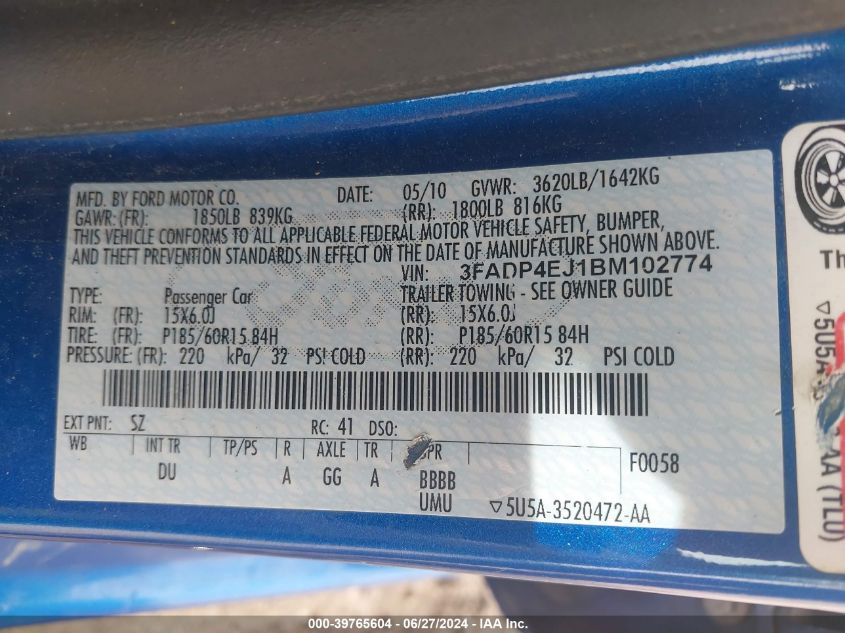 MFD. BY FORD MOTOR CO.
DATE: 05/10 GVWR: 3620LB/1642KG
GAWR: (FR): 1850LB 839KG (RR): 1800LB 816KG
THIS VEHICLE CONFORMS TO ALL APPLICABLE FEDERAL MOTOR VEHICLE SAFETY, BUMPER,
AND THEFT PREVENTION STANDARDS IN EFFECT ON THE DATE OF MANUFACTURE SHOWN ABOVE.
VIN: 3FADP4EJ1BM102774
TYPE: Passenger Car TRAILER TOWING - SEE OWNER GUIDE
RIM: (FR): 15X6.0J (RR): 15X6.0J
TIRE: (FR): P185/60R15 84H (RR): P185/60R15 84H
PRESSURE: (FR): 220 kPa/ 32 PSI COLD (RR): 220 kPa/ 32 PSI COLD
EXT PNT: SZ RC: 41 DSO:
WB INT TR TP/PS R AXLE TR SPR
DU A GG A BBBB F0058
UMU ▽5U5A-3520472-AA
Th
▽5U5A-
AA (TLU)
000-39765604 / 06/27/2024 / IAA, Inc.